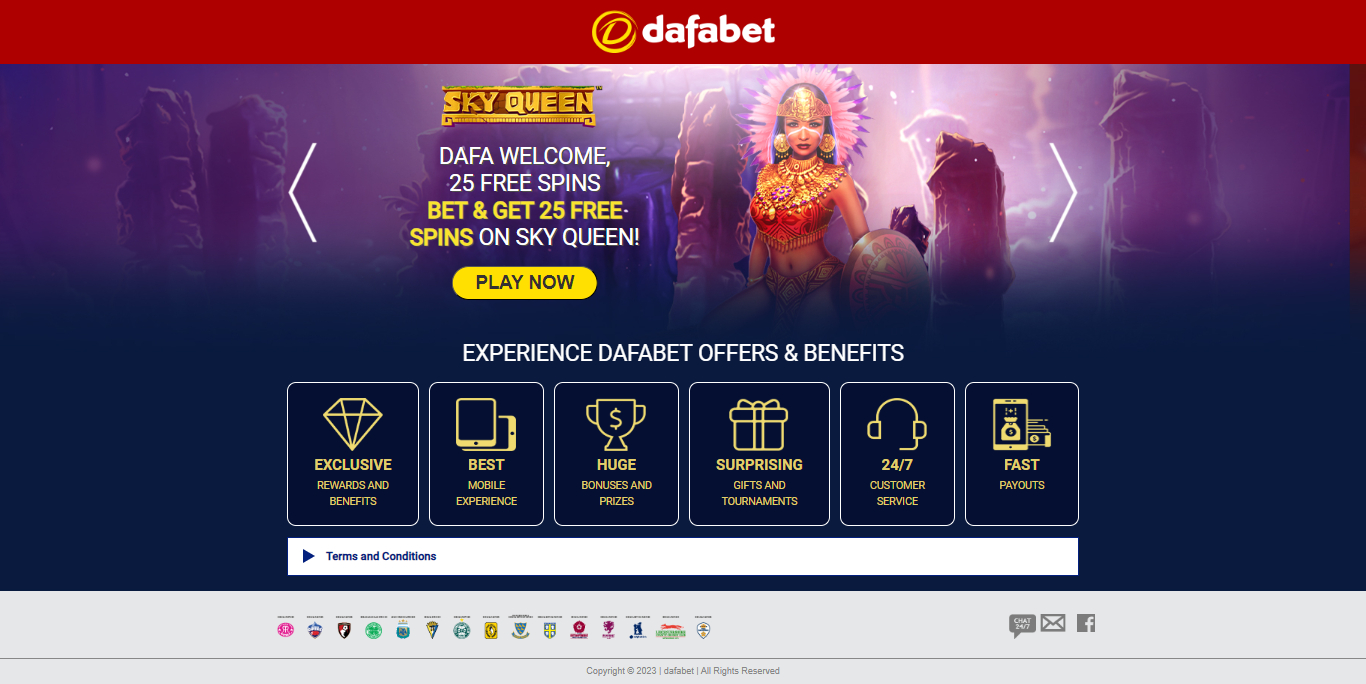 dafabet
SKY QUEEN™
DAFA WELCOME,
25 FREE SPINS
BET & GET 25 FREE
SPINS ON SKY QUEEN!
PLAY NOW
EXPERIENCE DAFABET OFFERS & BENEFITS
EXCLUSIVE
REWARDS AND
BENEFITS
BEST
MOBILE
EXPERIENCE
HUGE
BONUSES AND
PRIZES
SURPRISING
GIFTS AND
TOURNAMENTS
24/7
CUSTOMER
SERVICE
FAST
PAYOUTS
Terms and Conditions
CHAT
24/7
Copyright © 2023 | dafabet | All Rights Reserved